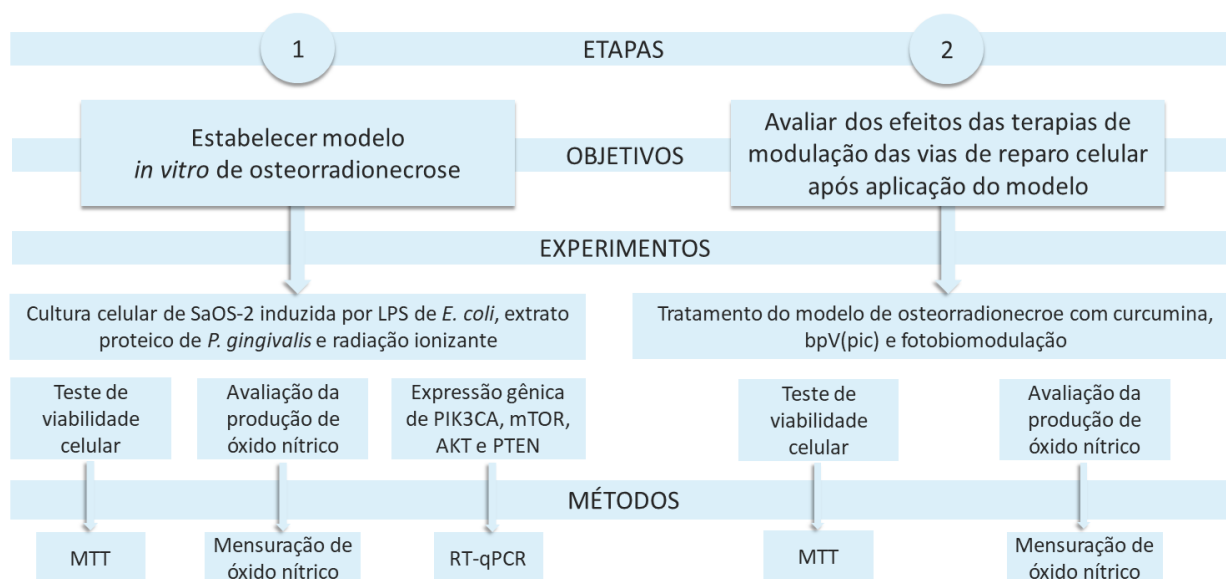 1
ETAPAS
2
Estabelecer modelo
in vitro de osteorradionecrose
OBJETIVOS
Avaliar dos efeitos das terapias de
modulação das vias de reparo celular
após aplicação do modelo
EXPERIMENTOS
Cultura celular de SaOS-2 induzida por LPS de E. coli, extrato
proteico de P. gingivalis e radiação ionizante
Tratamento do modelo de osteorradionecroe com curcumina,
bpV(pic) e fotobiomodulação
Teste de
viabilidade
celular
Avaliação da
produção de
óxido nítrico
Expressão gênica
de PIK3CA, mTOR,
AKT e PTEN
Teste de
viabilidade
celular
Avaliação da
produção de
óxido nítrico
MÉTODOS
MTT
Mensuração de
óxido nítrico
RT-qPCR
MTT
Mensuração de
óxido nítrico